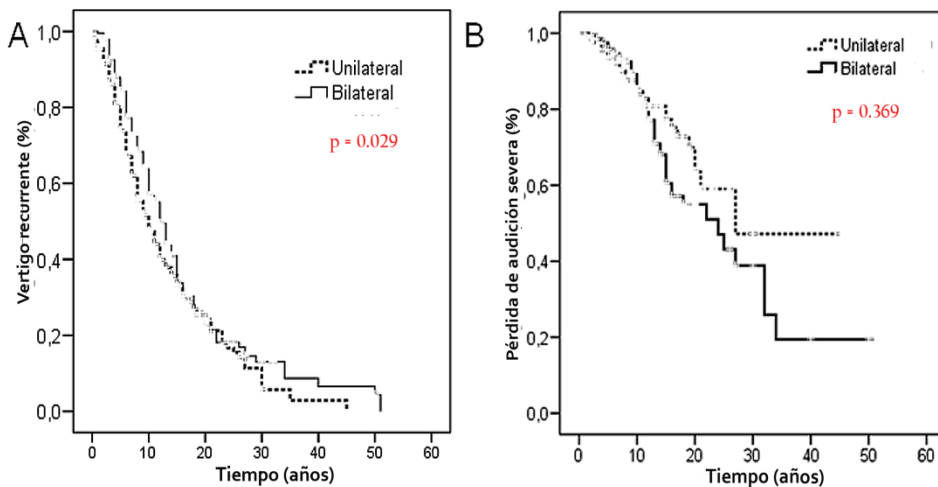 A
Vertigo recurrente (%)
1,0
0,8
0,6
0,4
0,2
0,0
Unilateral
Bilateral
p = 0.029
0 10 20 30 40 50 60
Tiempo (años)
B
Pérdida de audición severa (%)
1,0
0,8
0,6
0,4
0,2
0,0
Unilateral
Bilateral
p = 0.369
0 10 20 30 40 50 60
Tiempo (años)